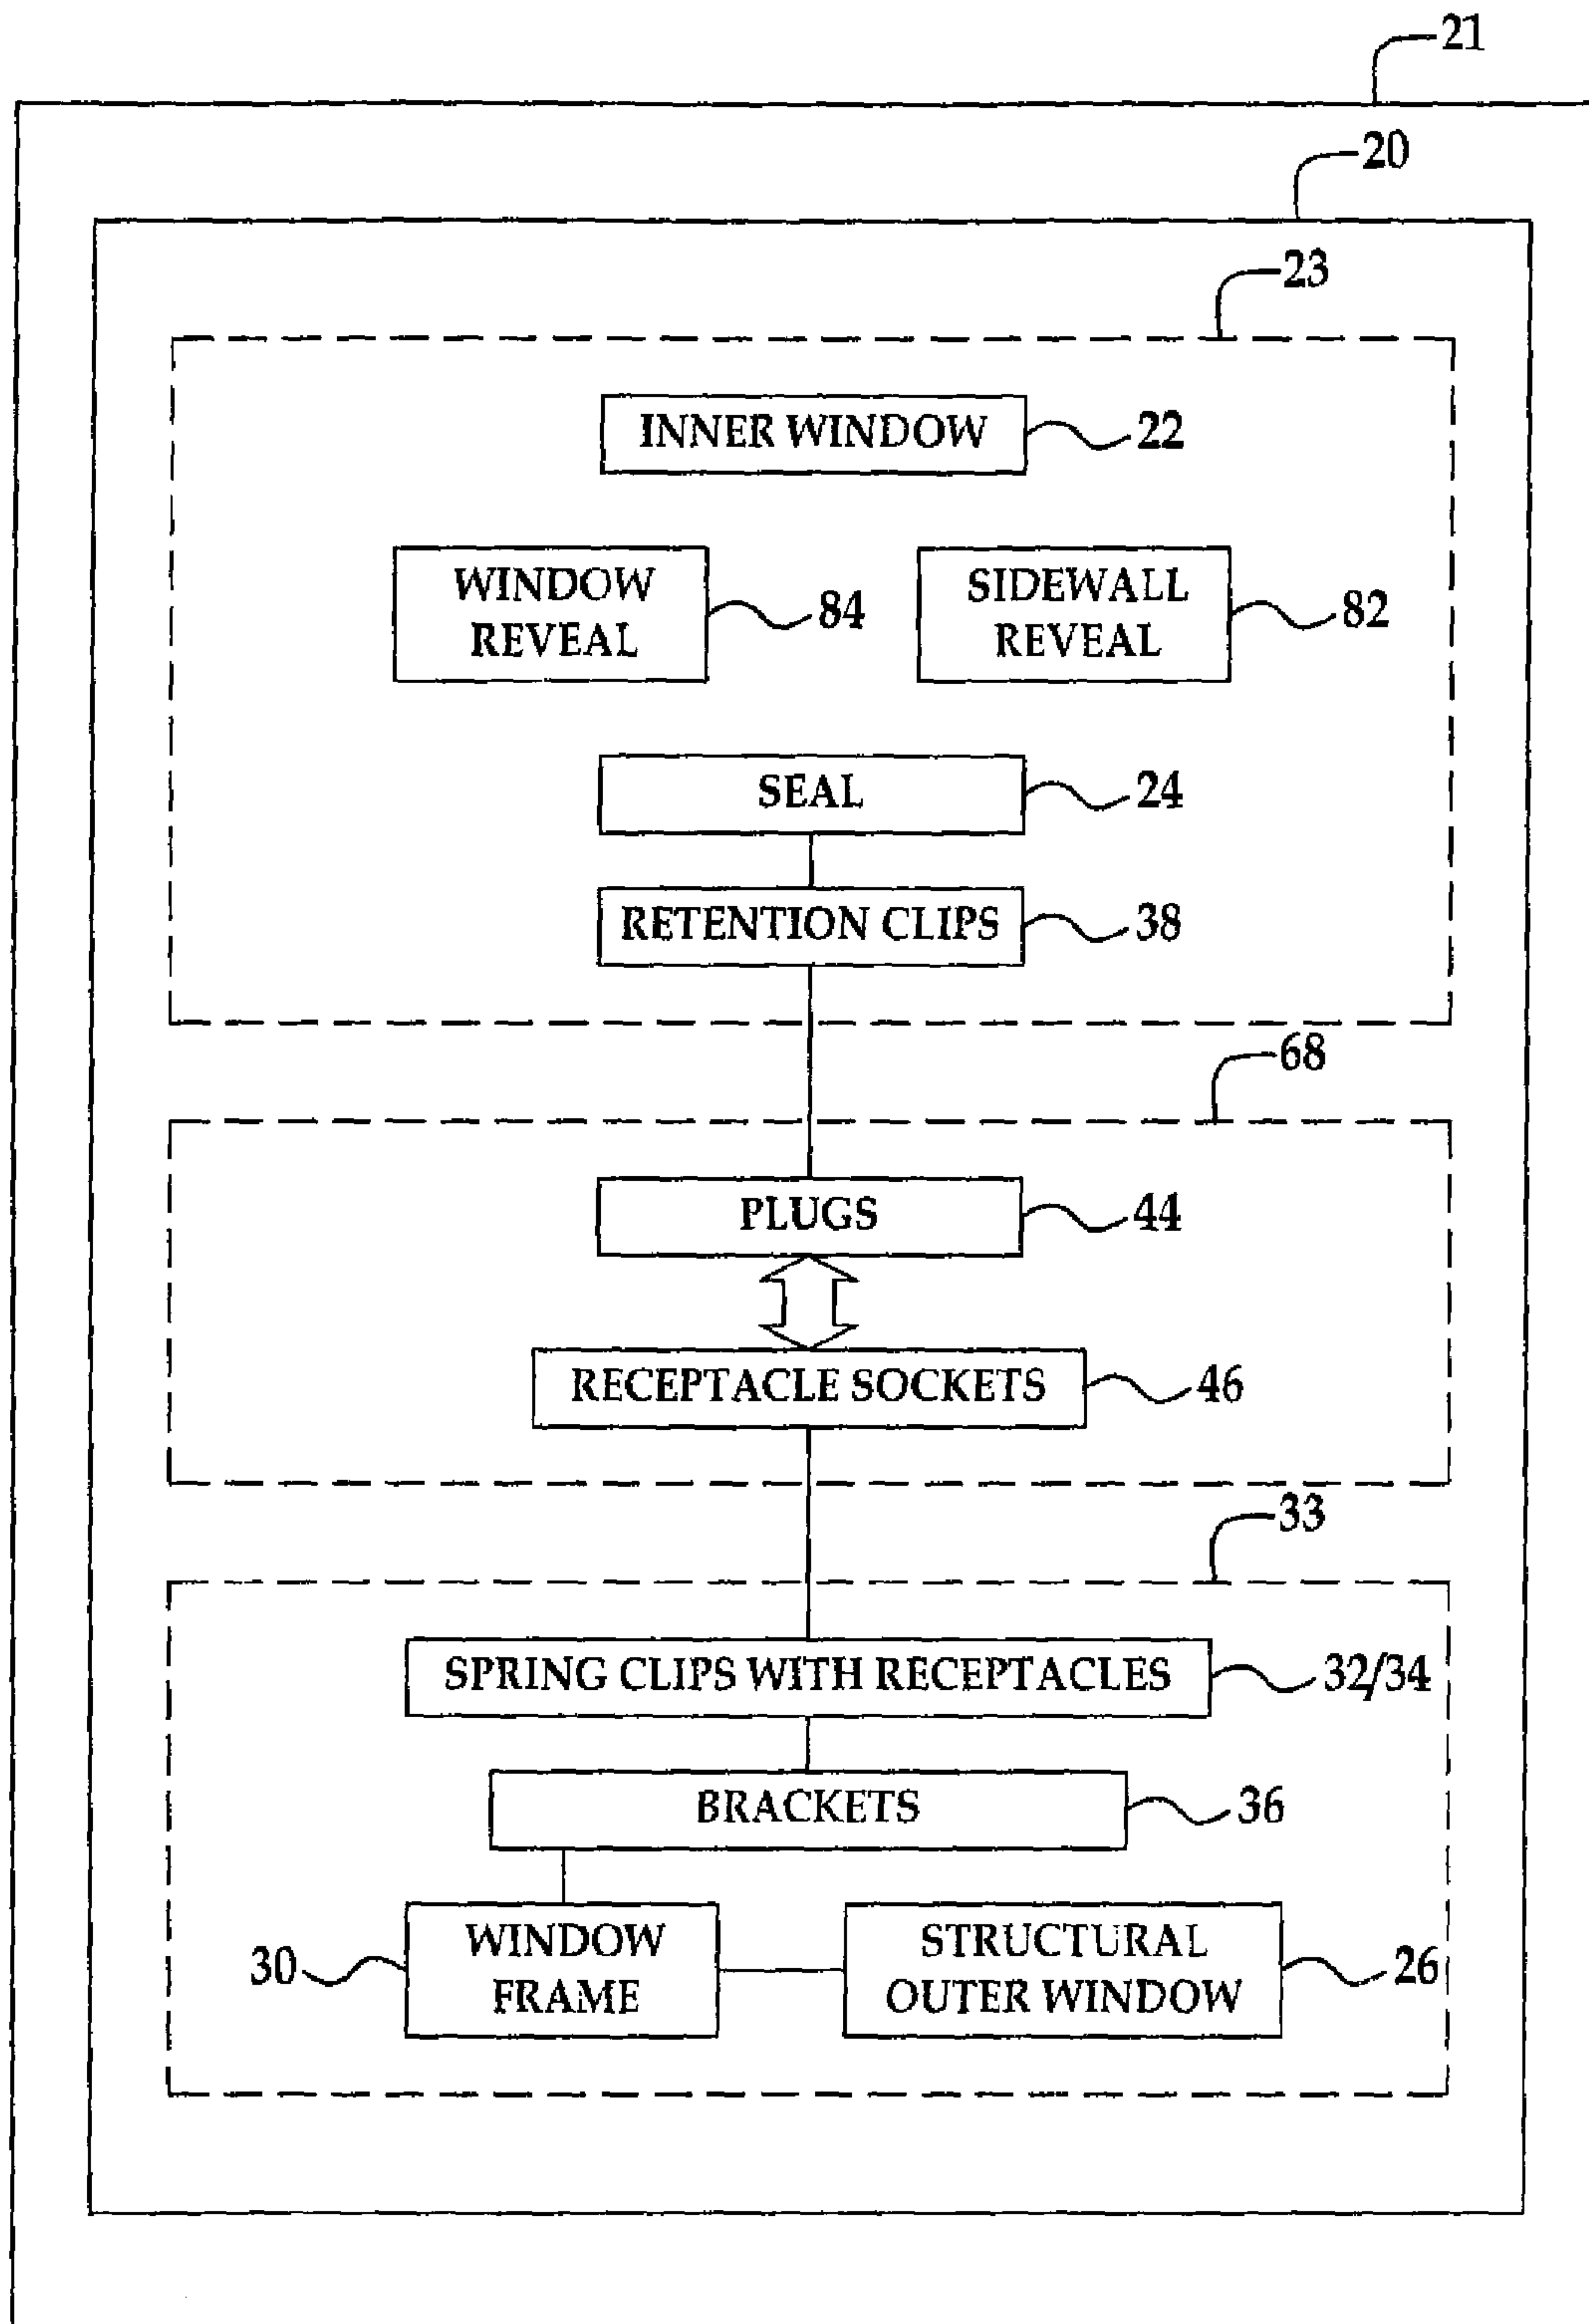 21
20
23
INNER WINDOW
22
WINDOW
REVEAL
84
SIDEWALL
REVEAL
82
SEAL
24
RETENTION CLIPS
38
68
PLUGS
44
RECEPTACLE SOCKETS
46
33
SPRING CLIPS WITH RECEPTACLES
32/34
BRACKETS
36
30
WINDOW
FRAME
STRUCTURAL
OUTER WINDOW
26